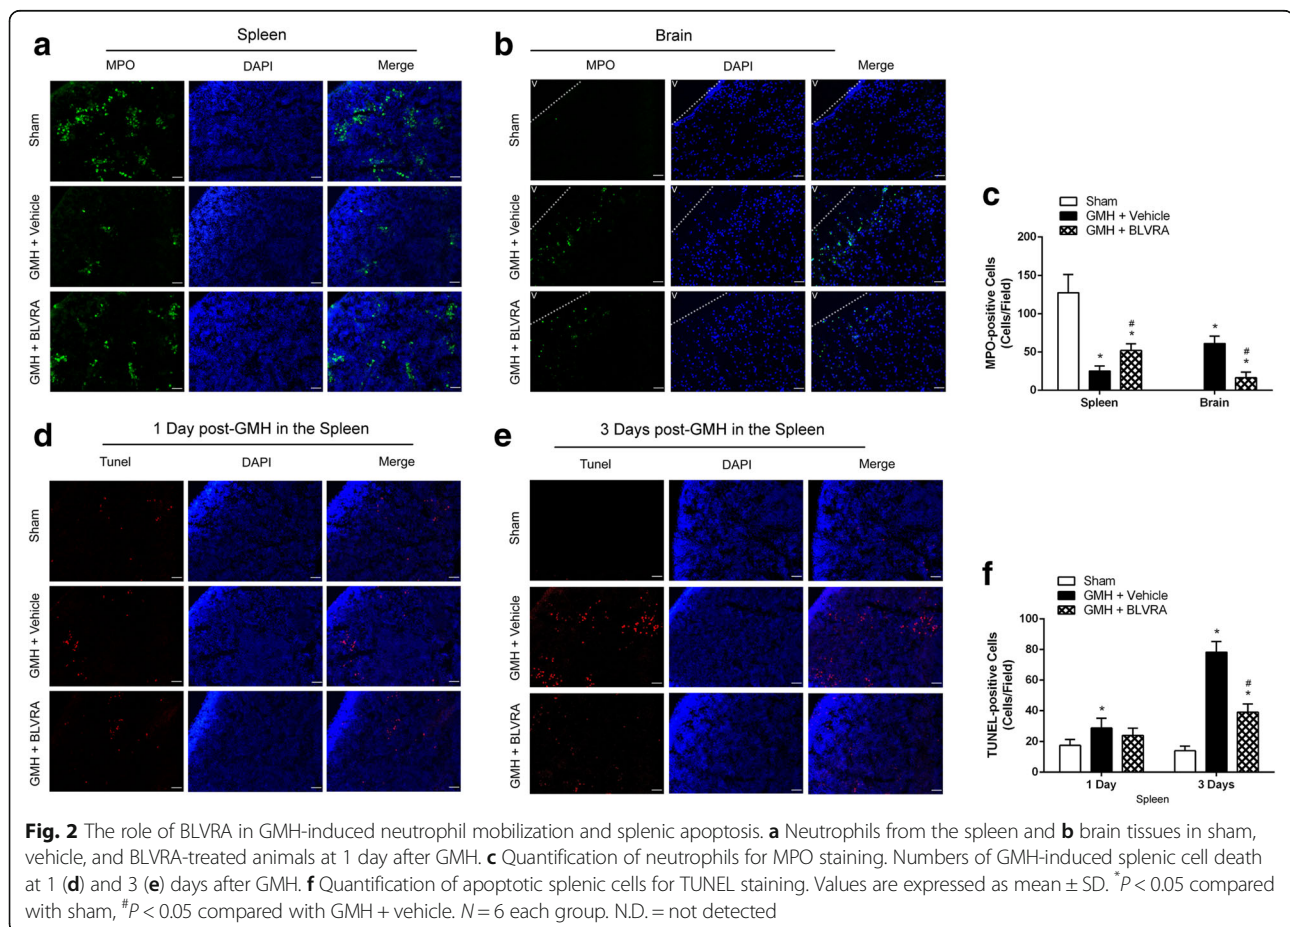 a
Spleen
MPO DAPI Merge
Sham
GMH + Vehicle
GMH + BLVRA
b
Brain
MPO DAPI Merge
V V V
Sham
V V V
GMH + Vehicle
V V V
GMH + BLVRA
c
Sham
GMH + Vehicle
GMH + BLVRA
MPO-positive Cells
(Cells/Field)
200
150
100
50
0
*
#
*
*
#
*
Spleen Brain
d
1 Day post-GMH in the Spleen
Tunel DAPI Merge
Sham
GMH + Vehicle
GMH + BLVRA
e
3 Days post-GMH in the Spleen
Tunel DAPI Merge
Sham
GMH + Vehicle
GMH + BLVRA
f
Sham
GMH + Vehicle
GMH + BLVRA
TUNEL-positive Cells
(Cells/Field)
100
80
60
40
20
0
*
*
#
*
1 Day 3 Days
Spleen
Fig. 2 The role of BLVRA in GMH-induced neutrophil mobilization and splenic apoptosis. a Neutrophils from the spleen and b brain tissues in sham,
vehicle, and BLVRA-treated animals at 1 day after GMH. c Quantification of neutrophils for MPO staining. Numbers of GMH-induced splenic cell death
at 1 (d) and 3 (e) days after GMH. f Quantification of apoptotic splenic cells for TUNEL staining. Values are expressed as mean ± SD. *P < 0.05 compared
with sham, #P < 0.05 compared with GMH + vehicle. N = 6 each group. N.D. = not detected